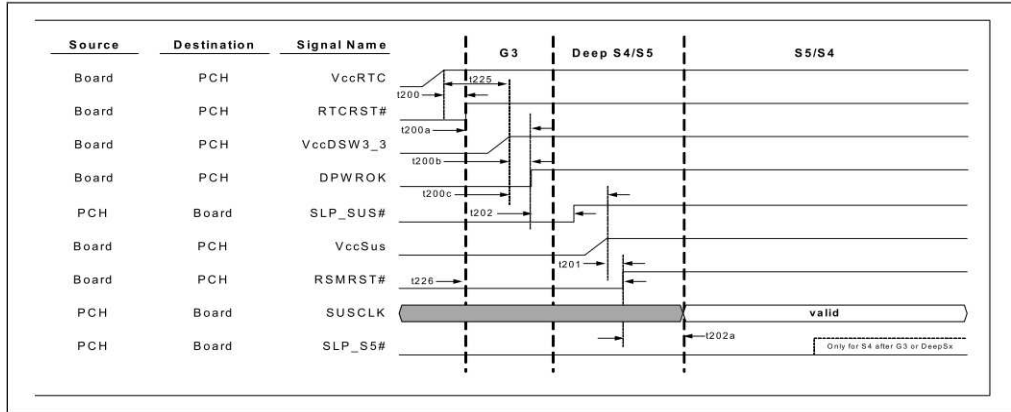 Source Destination Signal Name G3 Deep S4/S5 S5/S4
Board PCH VccRTC t225
t200
Board PCH RTCRST#
t200a
Board PCH VccDSW3_3
t200b
Board PCH DPWROK
t200c
PCH Board SLP_SUS# t202
Board PCH VccSus
t201
Board PCH RSMRST# t226
PCH Board SUSCLK valid
t202a
PCH Board SLP_S5# Only for S4 after G3 or DeepSx